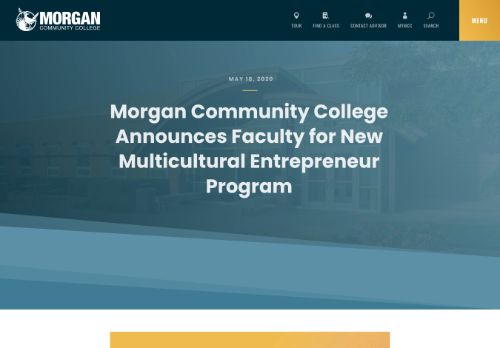 MORGAN
COMMUNITY COLLEGE
TOUR
FIND A CLASS
CONTACT ADVISOR
MYMCC
SEARCH
MENU
MAY 18, 2020
Morgan Community College
Announces Faculty for New
Multicultural Entrepreneur
Program